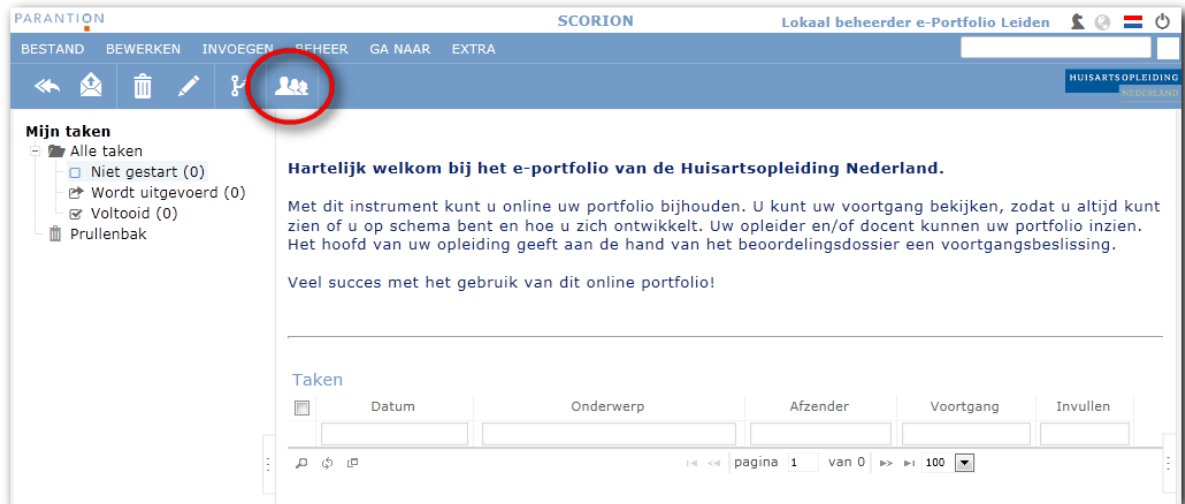 PARANTION
SCORION
Lokaal beheerder e-Portfolio Leiden
BESTAND BEWERKEN INVOEGEN BEHEER GA NAAR EXTRA
HUISARTSOPLEIDING
NEDERLAND
Mijn taken
Alle taken
Niet gestart (0)
Wordt uitgevoerd (0)
Voltooid (0)
Prullenbak
Hartelijk welkom bij het e-portfolio van de Huisartsopleiding Nederland.
Met dit instrument kunt u online uw portfolio bijhouden. U kunt uw voortgang bekijken, zodat u altijd kunt
zien of u op schema bent en hoe u zich ontwikkelt. Uw opleider en/of docent kunnen uw portfolio inzien.
Het hoofd van uw opleiding geeft aan de hand van het beoordelingsdossier een voortgangsbeslissing.
Veel succes met het gebruik van dit online portfolio!
Taken
Datum Onderwerp Afzender Voortgang Invullen
pagina 1 van 0 100